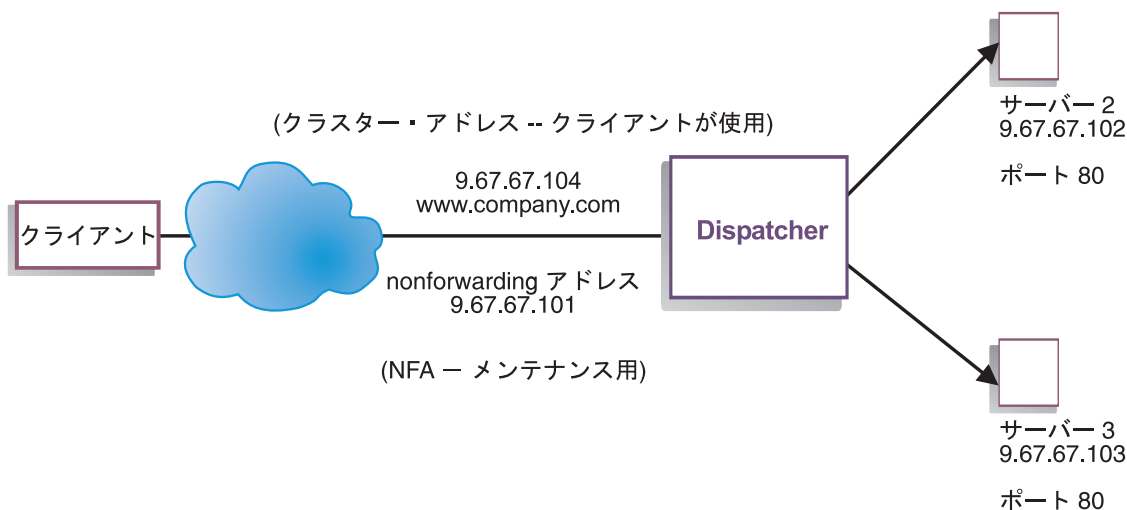 (クラスター・アドレス -- クライアントが使用)
9.67.67.104
www.company.com
クライアント
Dispatcher
nonforwarding アドレス
9.67.67.101
(NFA － メンテナンス用)
サーバー 2
9.67.67.102
ポート 80
サーバー 3
9.67.67.103
ポート 80